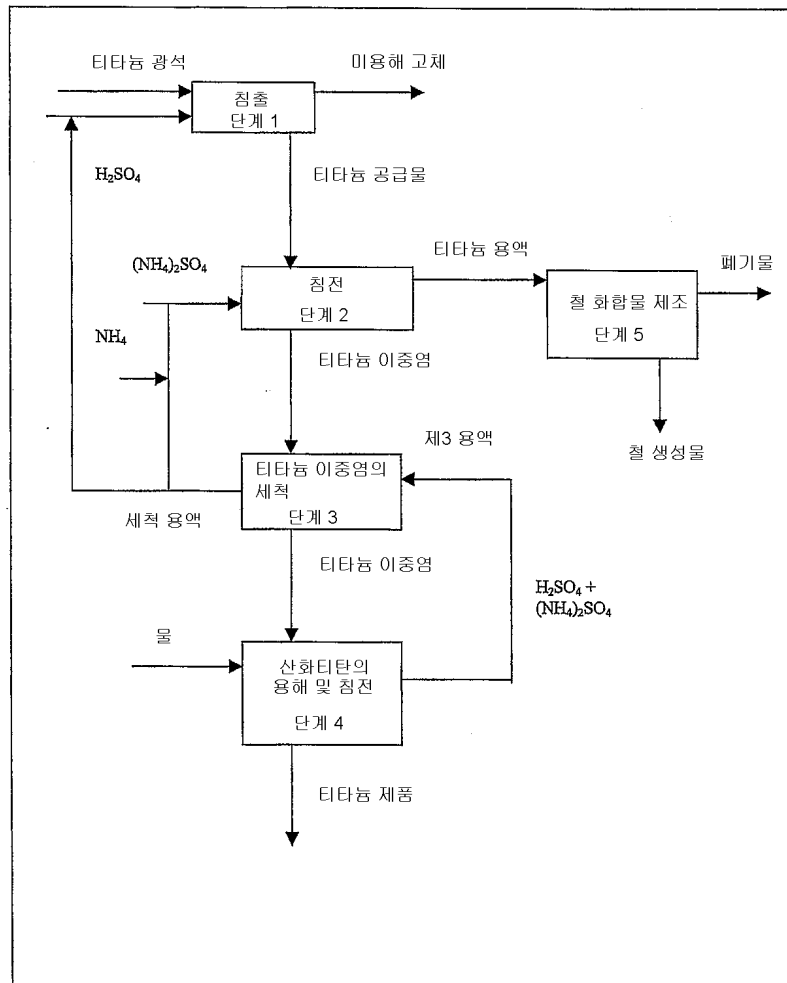 티타늄 광석
미용해 고체
침출
단계 1
H₂SO₄
티타늄 공급물
(NH₄)₂SO₄
티타늄 용액
폐기물
침전
단계 2
철 화합물 제조
단계 5
NH₄
티타늄 이중염
제3 용액
철 생성물
티타늄 이중염의
세척
단계 3
세척 용액
티타늄 이중염
H₂SO₄ +
(NH₄)₂SO₄
물
산화티탄의
용해 및 침전
단계 4
티타늄 제품